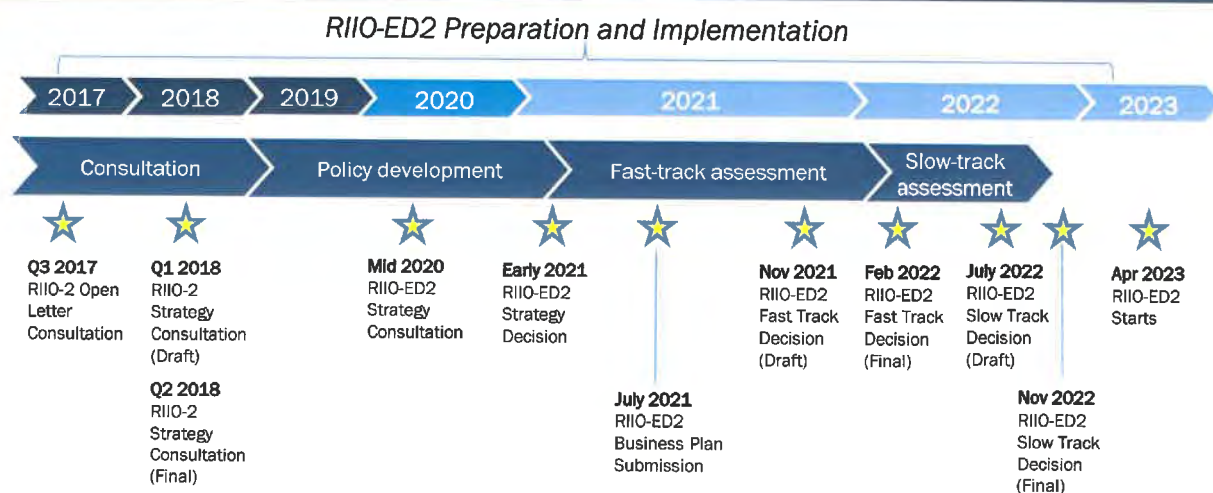 RIIO-ED2 Preparation and Implementation
2017
2018
2019
2020
2021
2022
2023
Consultation
Policy development
Fast-track assessment
Slow-track
assessment
Q3 2017
RIIO-2 Open
Letter
Consultation
Q1 2018
RIIO-2
Strategy
Consultation
(Draft)
Q2 2018
RIIO-2
Strategy
Consultation
(Final)
Mid 2020
RIIO-ED2
Strategy
Consultation
Early 2021
RIIO-ED2
Strategy
Decision
July 2021
RIIO-ED2
Business Plan
Submission
Nov 2021
RIIO-ED2
Fast Track
Decision
(Draft)
Feb 2022
RIIO-ED2
Fast Track
Decision
(Final)
July 2022
RIIO-ED2
Slow Track
Decision
(Draft)
Nov 2022
RIIO-ED2
Slow Track
Decision
(Final)
Apr 2023
RIIO-ED2
Starts